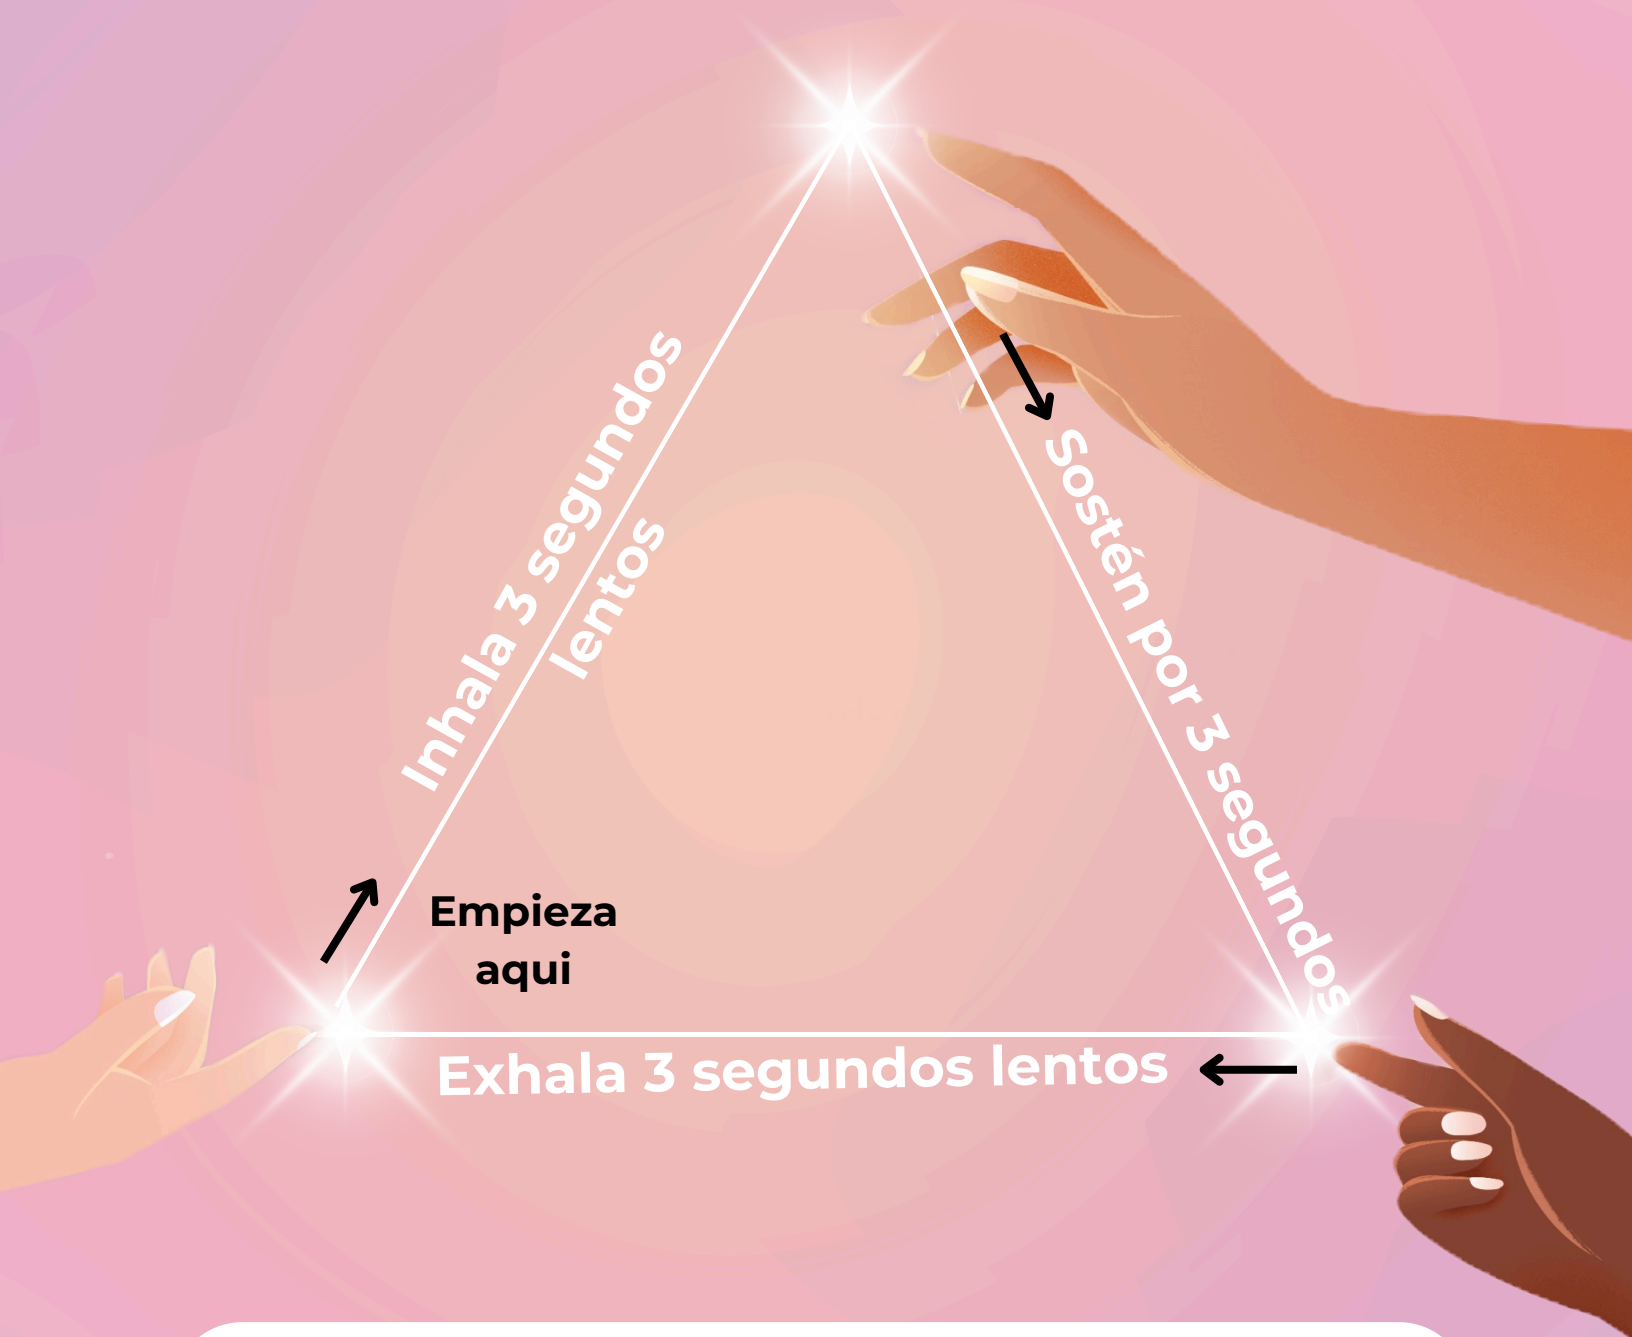 Inhala 3 segundos
lentos
Sostén por 3 segundos
Empieza
aqui
Exhala 3 segundos lentos